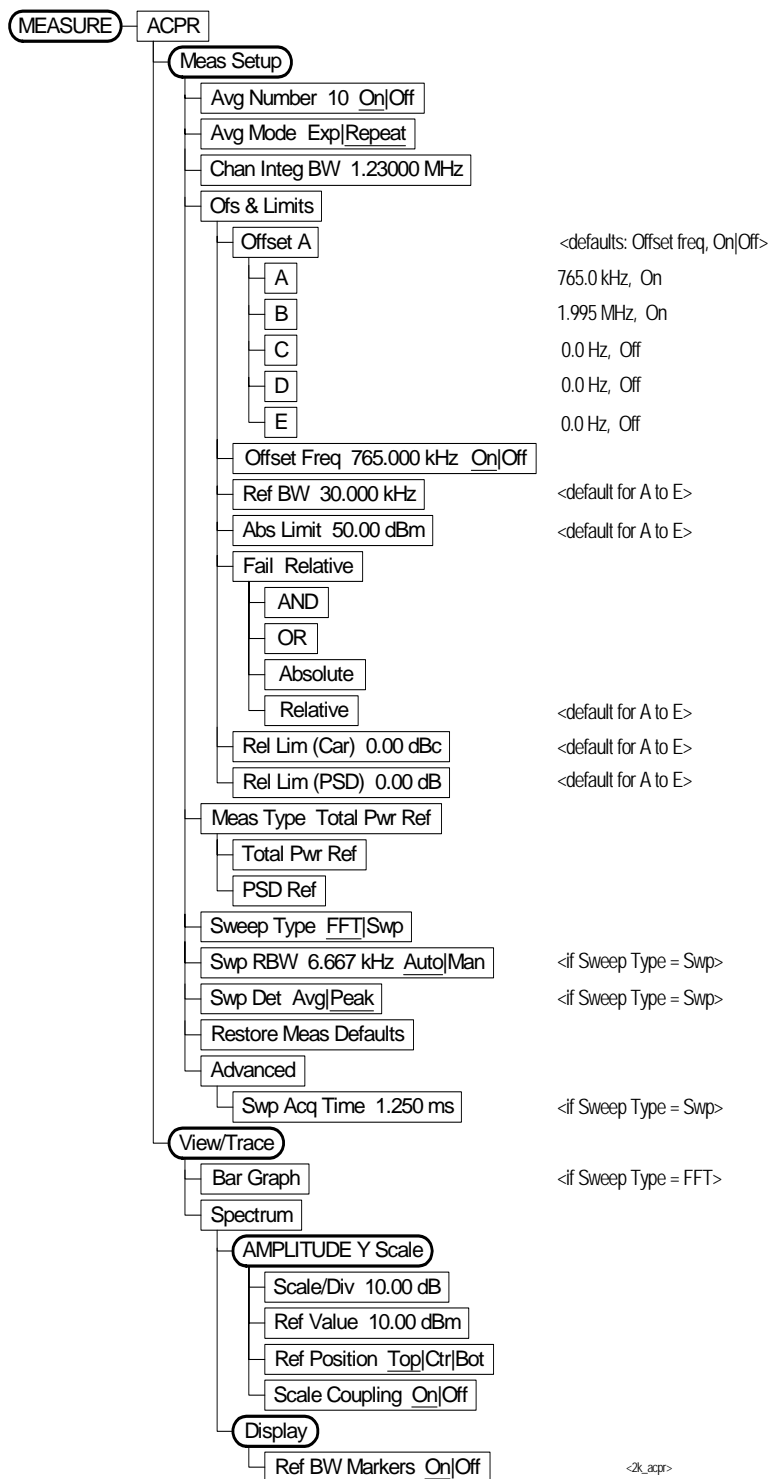 MEASURE ACPR
Meas Setup
Avg Number 10 On|Off
Avg Mode Exp|Repeat
Chan Integ BW 1.23000 MHz
Ofs & Limits
Offset A <defaults: Offset freq, On|Off>
A 765.0 kHz, On
B 1.995 MHz, On
C 0.0 Hz, Off
D 0.0 Hz, Off
E 0.0 Hz, Off
Offset Freq 765.000 kHz On|Off
Ref BW 30.000 kHz <default for A to E>
Abs Limit 50.00 dBm <default for A to E>
Fail Relative
AND
OR
Absolute
Relative <default for A to E>
Rel Lim (Car) 0.00 dBc <default for A to E>
Rel Lim (PSD) 0.00 dB <default for A to E>
Meas Type Total Pwr Ref
Total Pwr Ref
PSD Ref
Sweep Type FFT|Swp
Swp RBW 6.667 kHz Auto|Man <if Sweep Type = Swp>
Swp Det Avg|Peak <if Sweep Type = Swp>
Restore Meas Defaults
Advanced
Swp Acq Time 1.250 ms <if Sweep Type = Swp>
View/Trace
Bar Graph <if Sweep Type = FFT>
Spectrum
AMPLITUDE Y Scale
Scale/Div 10.00 dB
Ref Value 10.00 dBm
Ref Position Top|Ctr|Bot
Scale Coupling On|Off
Display
Ref BW Markers On|Off <2k_acpr>